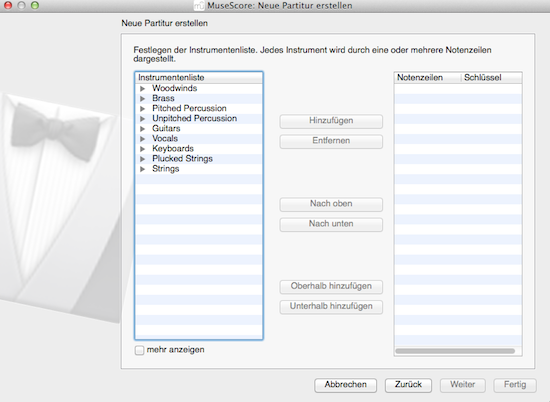 MuseScore: Neue Partitur erstellen
Neue Partitur erstellen
Festlegen der Instrumentenliste. Jedes Instrument wird durch eine oder mehrere Notenzeilen
dargestellt.
Instrumentenliste
Woodwinds
Brass
Pitched Percussion
Unpitched Percussion
Guitars
Vocals
Keyboards
Plucked Strings
Strings
mehr anzeigen
Hinzufügen
Entfernen
Nach oben
Nach unten
Oberhalb hinzufügen
Unterhalb hinzufügen
Notenzeilen Schlüssel
Abbrechen Zurück Weiter Fertig